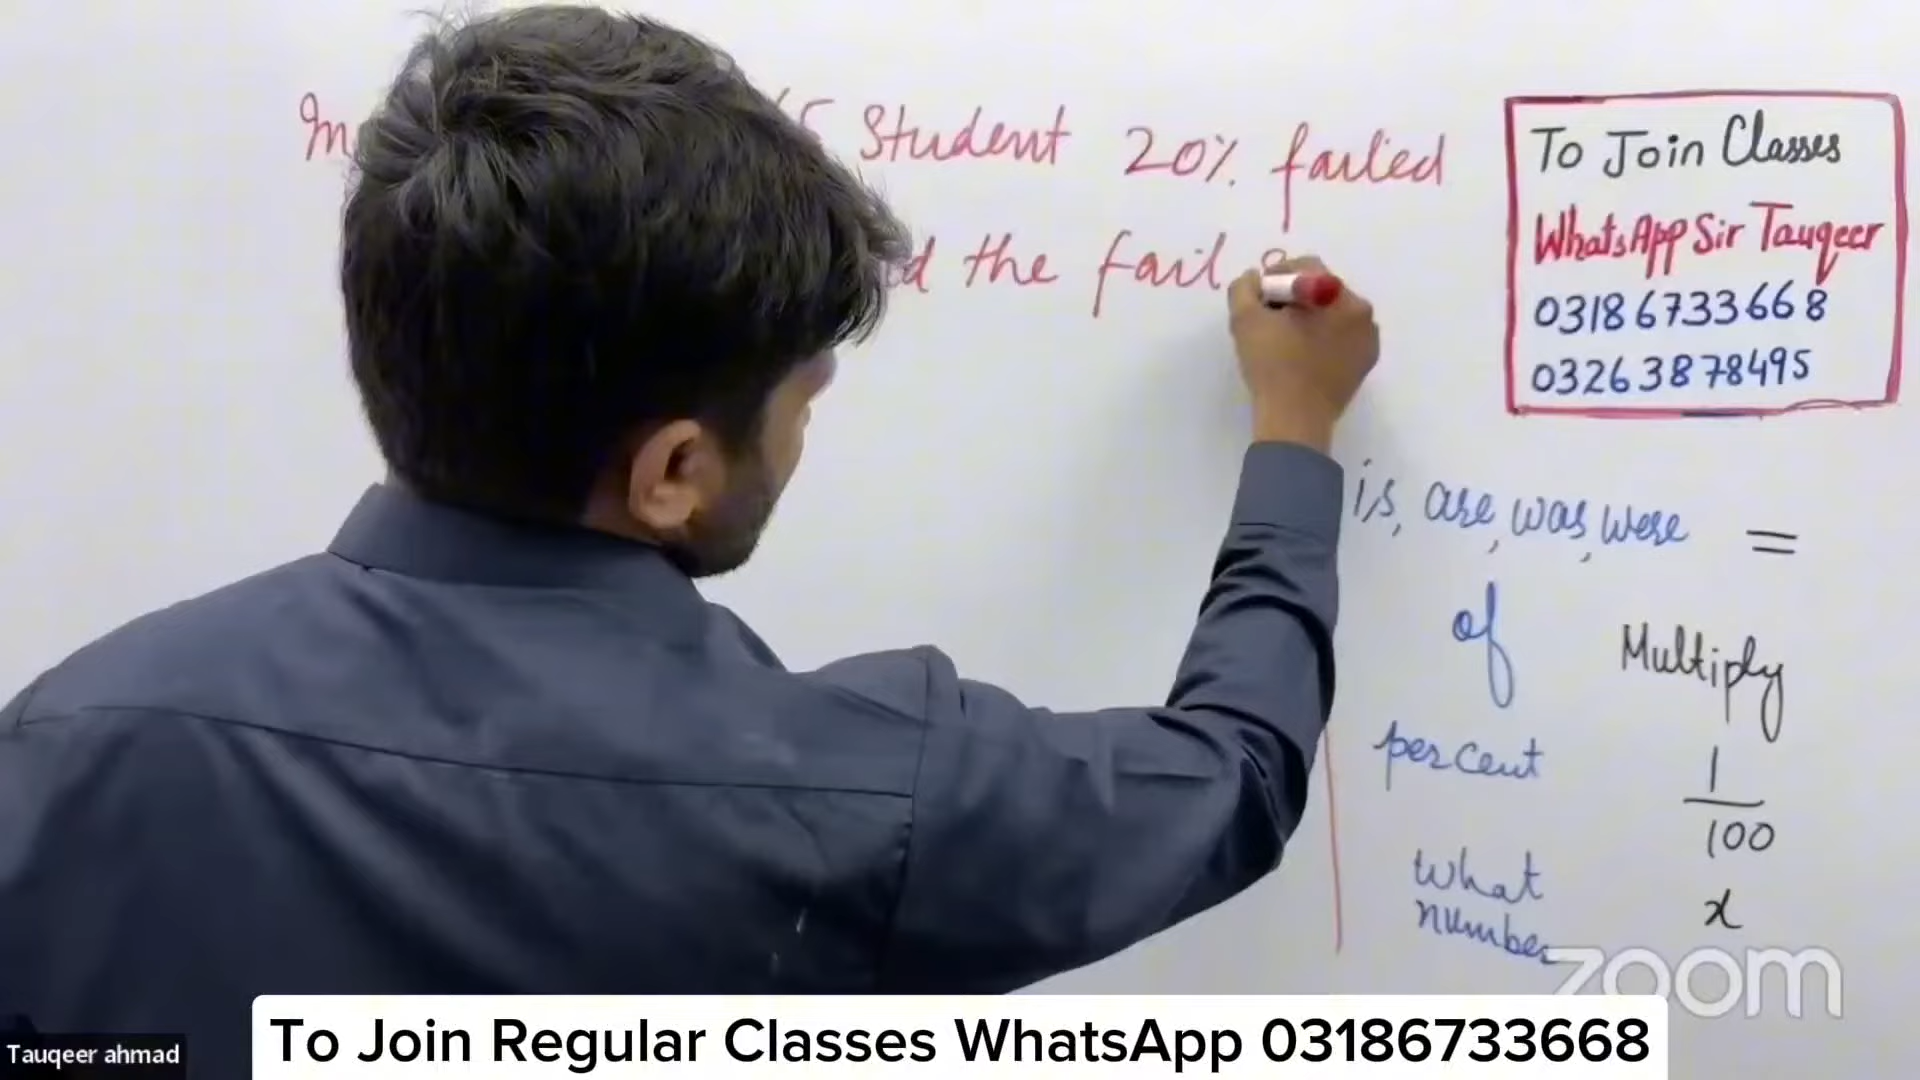 Student 20% failed
the fail
To Join Classes
WhatsApp Sir Tauqeer
03186733668
03263878495
is, are, was, were =
of Multiply
percent 1/100
what number x
zoom
To Join Regular Classes WhatsApp 03186733668
Tauqeer ahmad